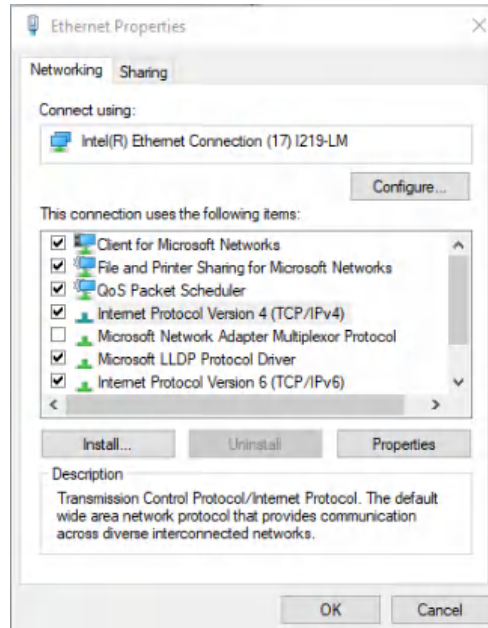 Ethernet Properties
Networking Sharing
Connect using:
Intel(R) Ethernet Connection (17) I219-LM
Configure...
This connection uses the following items:
Client for Microsoft Networks
File and Printer Sharing for Microsoft Networks
QoS Packet Scheduler
Internet Protocol Version 4 (TCP/IPv4)
Microsoft Network Adapter Multiplexor Protocol
Microsoft LLDP Protocol Driver
Internet Protocol Version 6 (TCP/IPv6)
Install... Uninstall Properties
Description
Transmission Control Protocol/Internet Protocol. The default
wide area network protocol that provides communication
across diverse interconnected networks.
OK Cancel